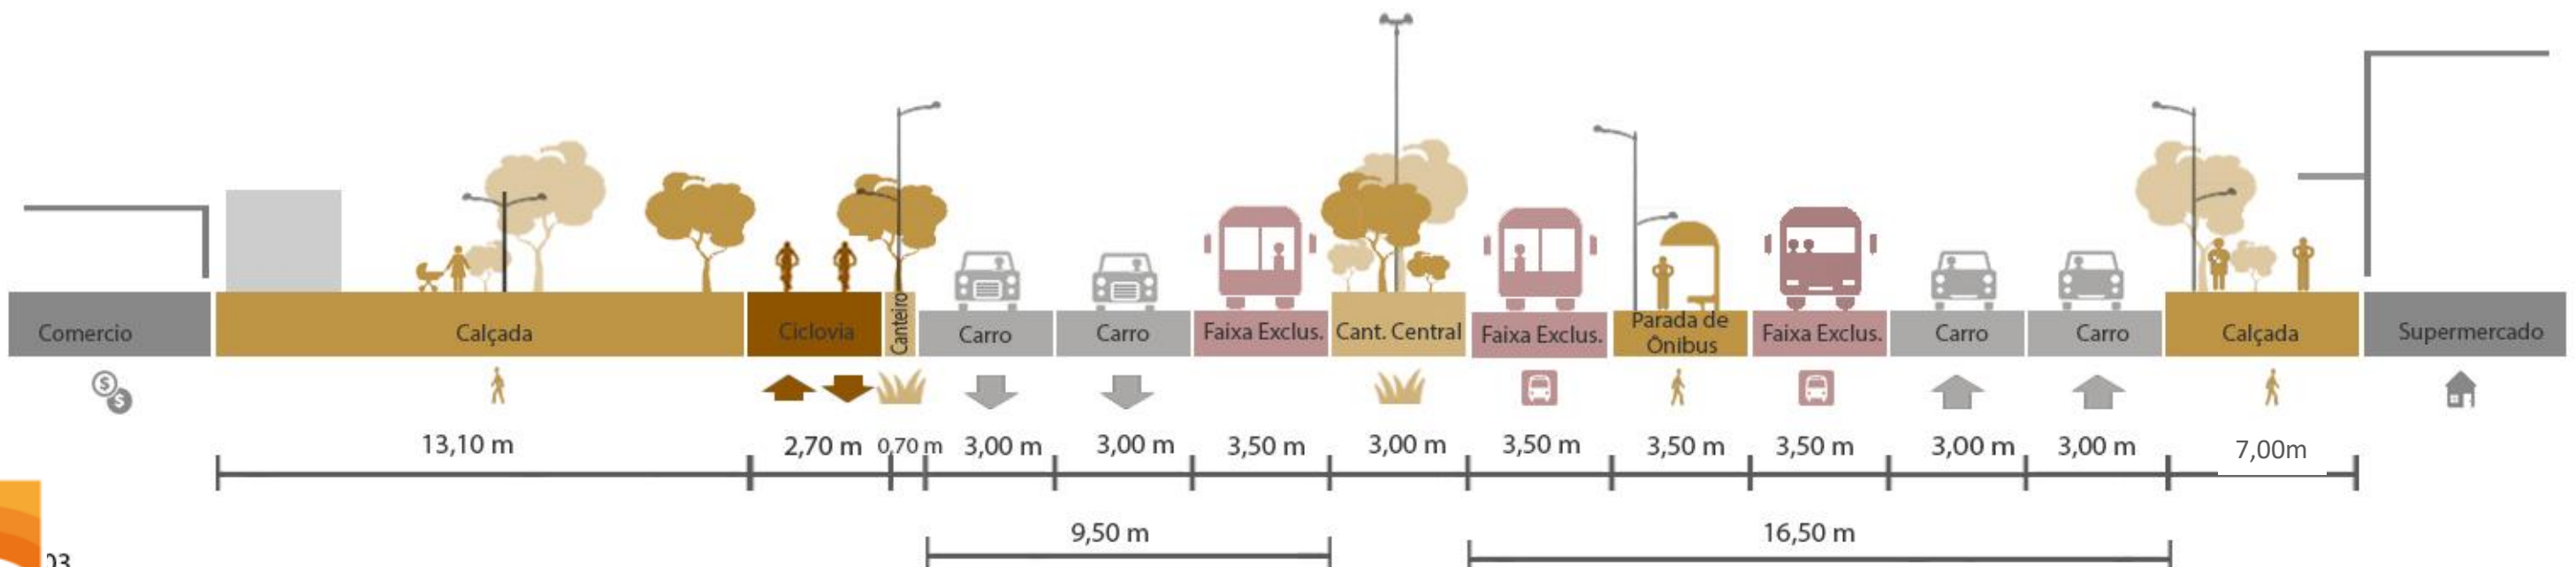 Comercio
Calçada
Ciclovia
Canteiro
Carro
Carro
Faixa Exclus.
Cant. Central
Faixa Exclus.
Parada de
Ônibus
Faixa Exclus.
Carro
Carro
Calçada
Supermercado
$
$
13,10 m
2,70 m
0,70 m
3,00 m
3,00 m
3,50 m
3,00 m
3,50 m
3,50 m
3,50 m
3,00 m
3,00 m
7,00m
9,50 m
16,50 m
03